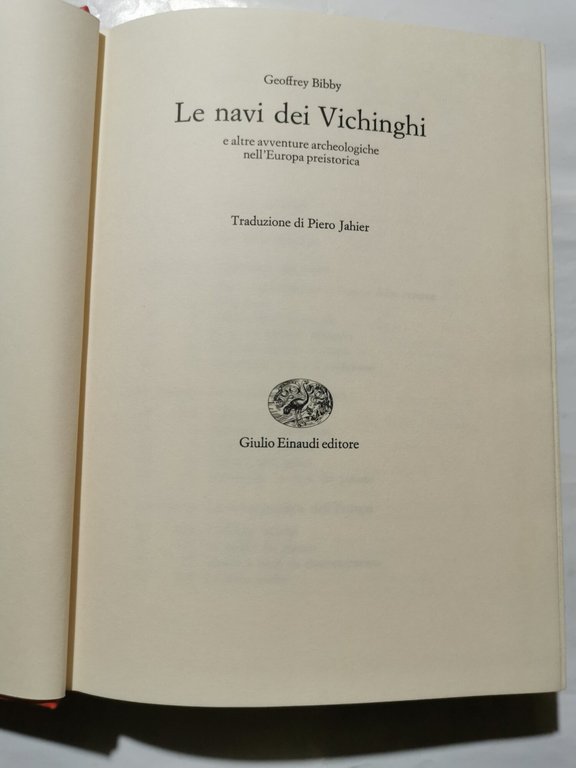 Geoffrey Bibby
Le navi dei Vichinghi
e altre avventure archeologiche
nell'Europa preistorica
Traduzione di Piero Jahier
Giulio Einaudi editore